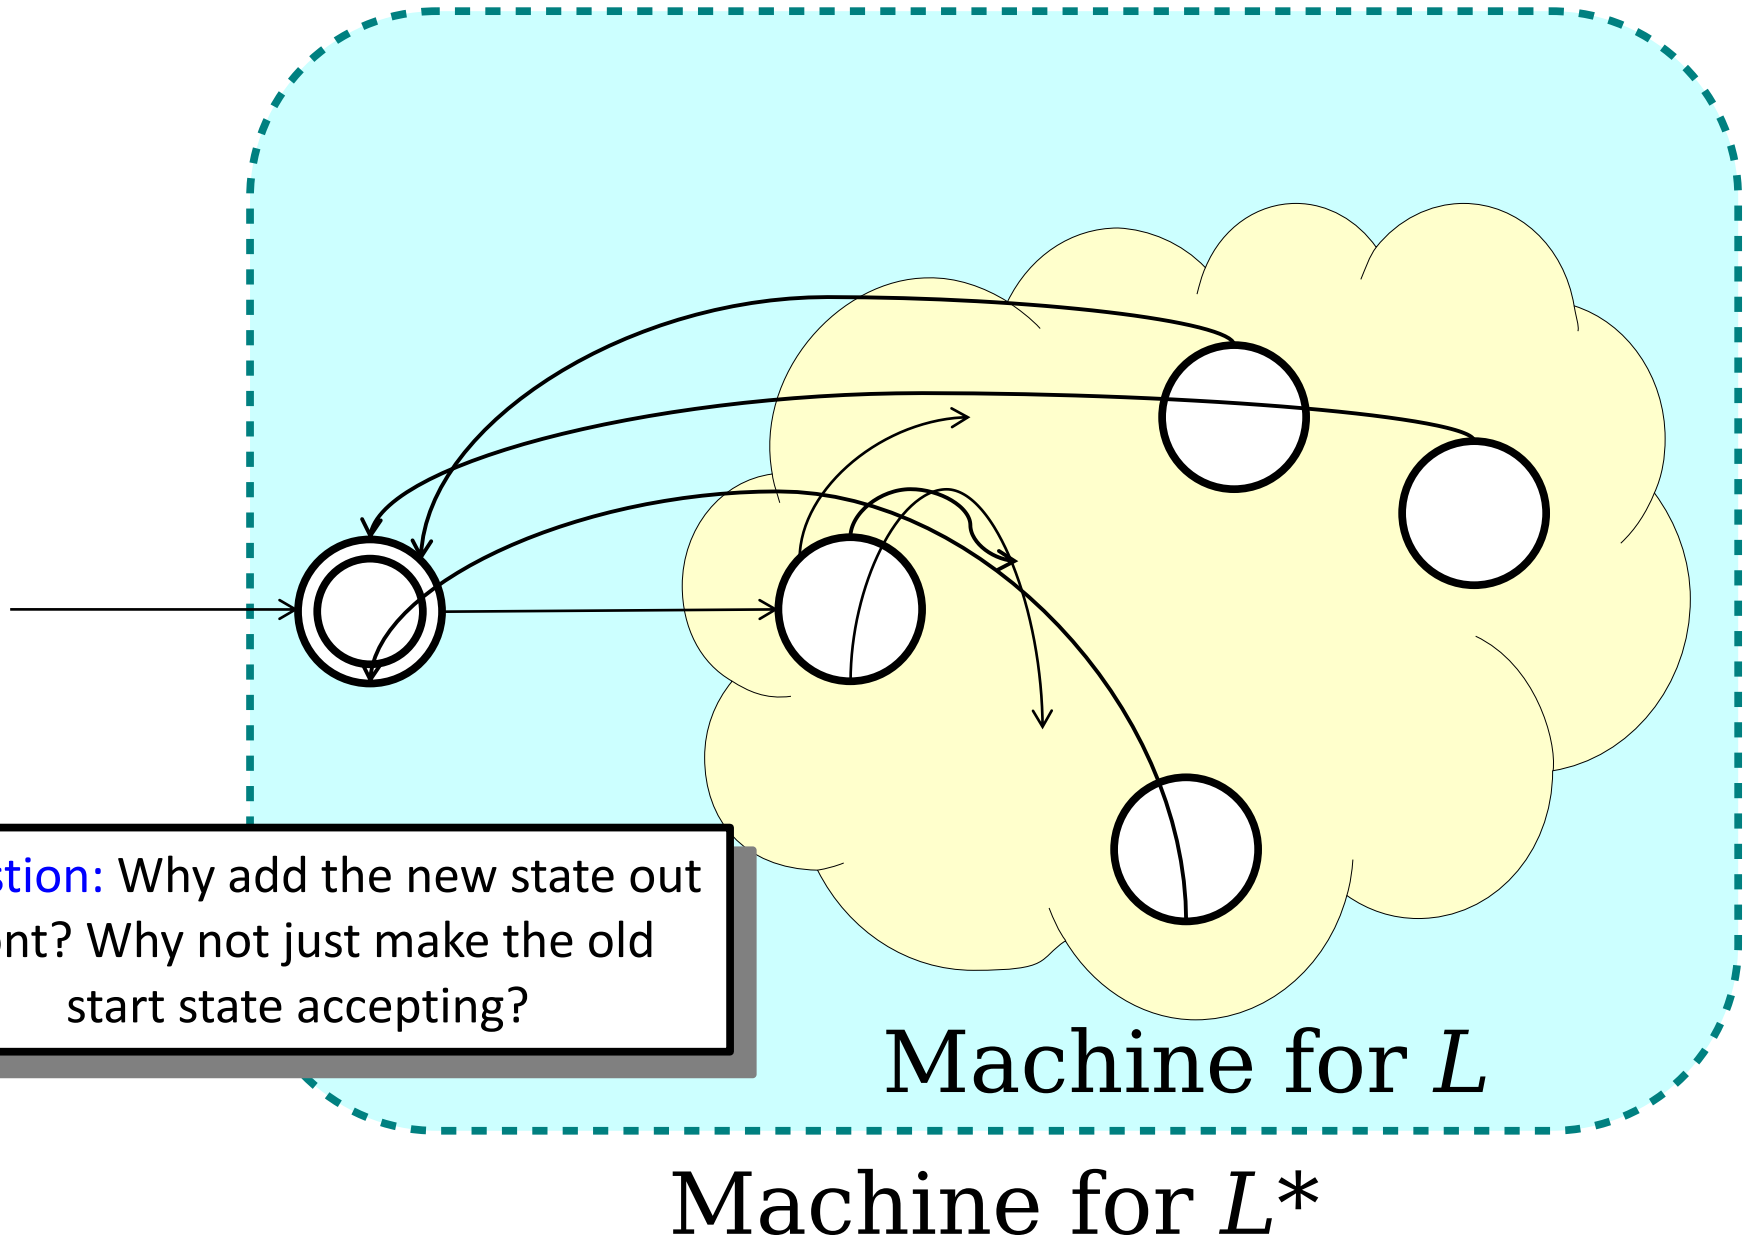 stion: Why add the new state out
nt? Why not just make the old
start state accepting?
Machine for L
Machine for L*